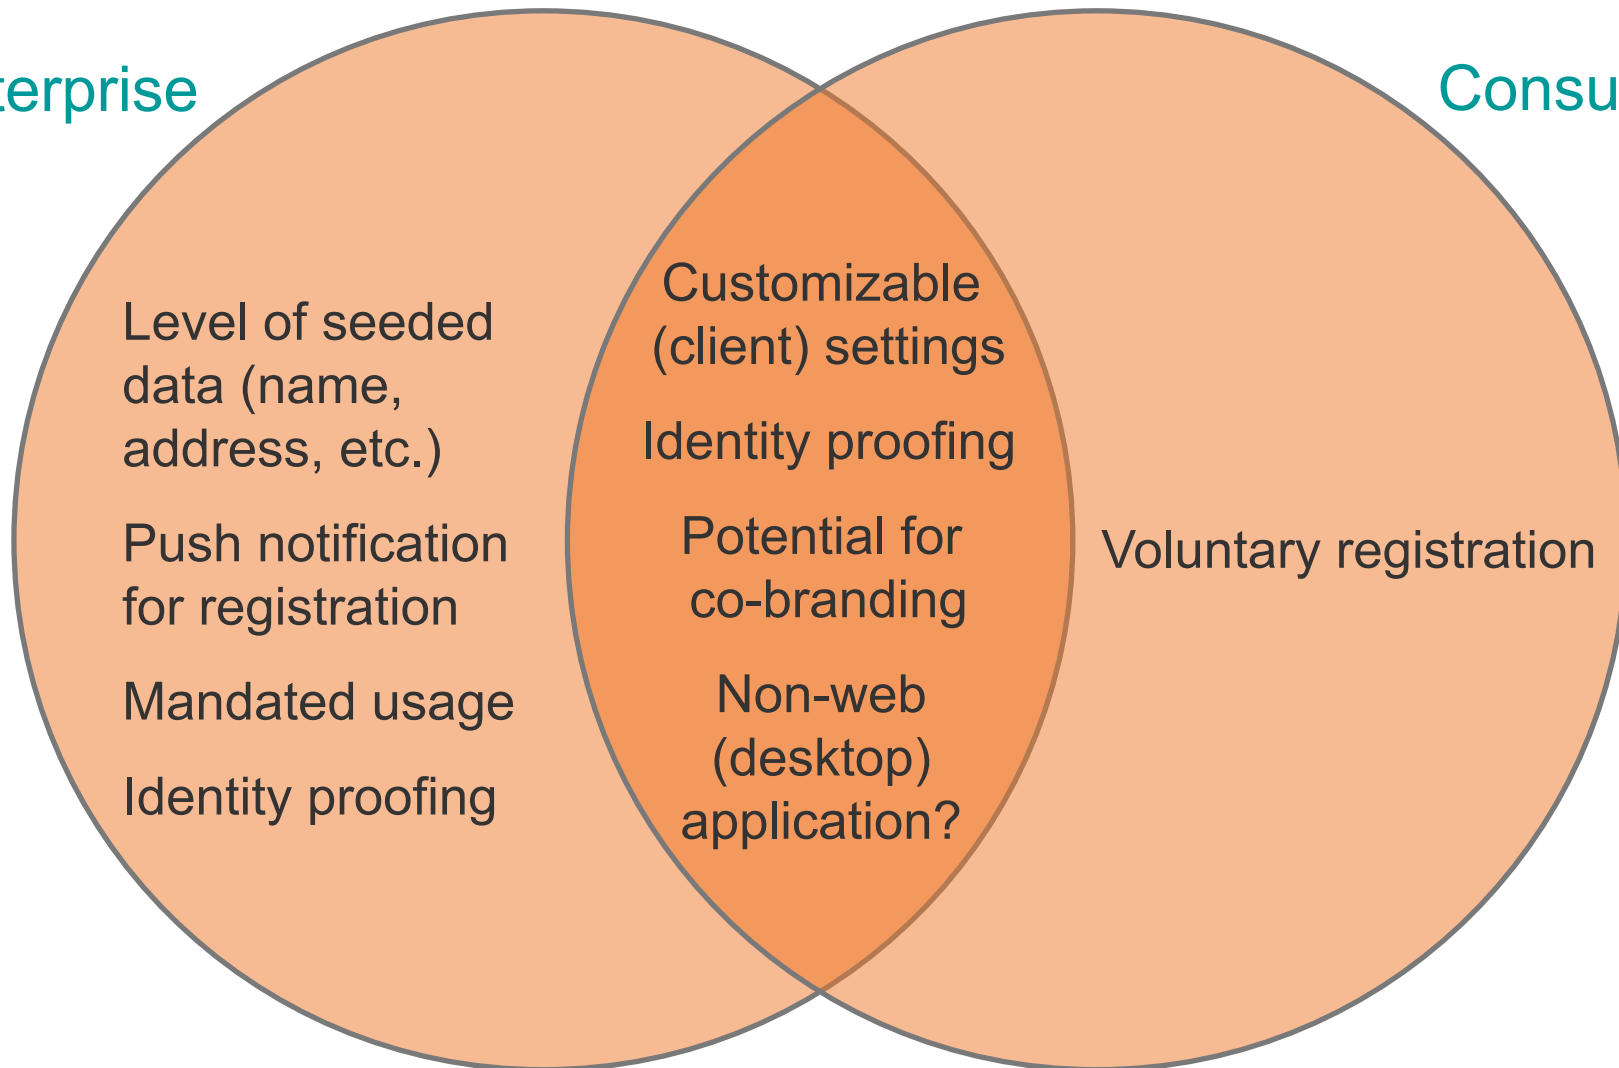 terprise
Consu
Level of seeded
data (name,
address, etc.)
Push notification
for registration
Mandated usage
Identity proofing
Customizable
(client) settings
Identity proofing
Potential for
co-branding
Non-web
(desktop)
application?
Voluntary registration